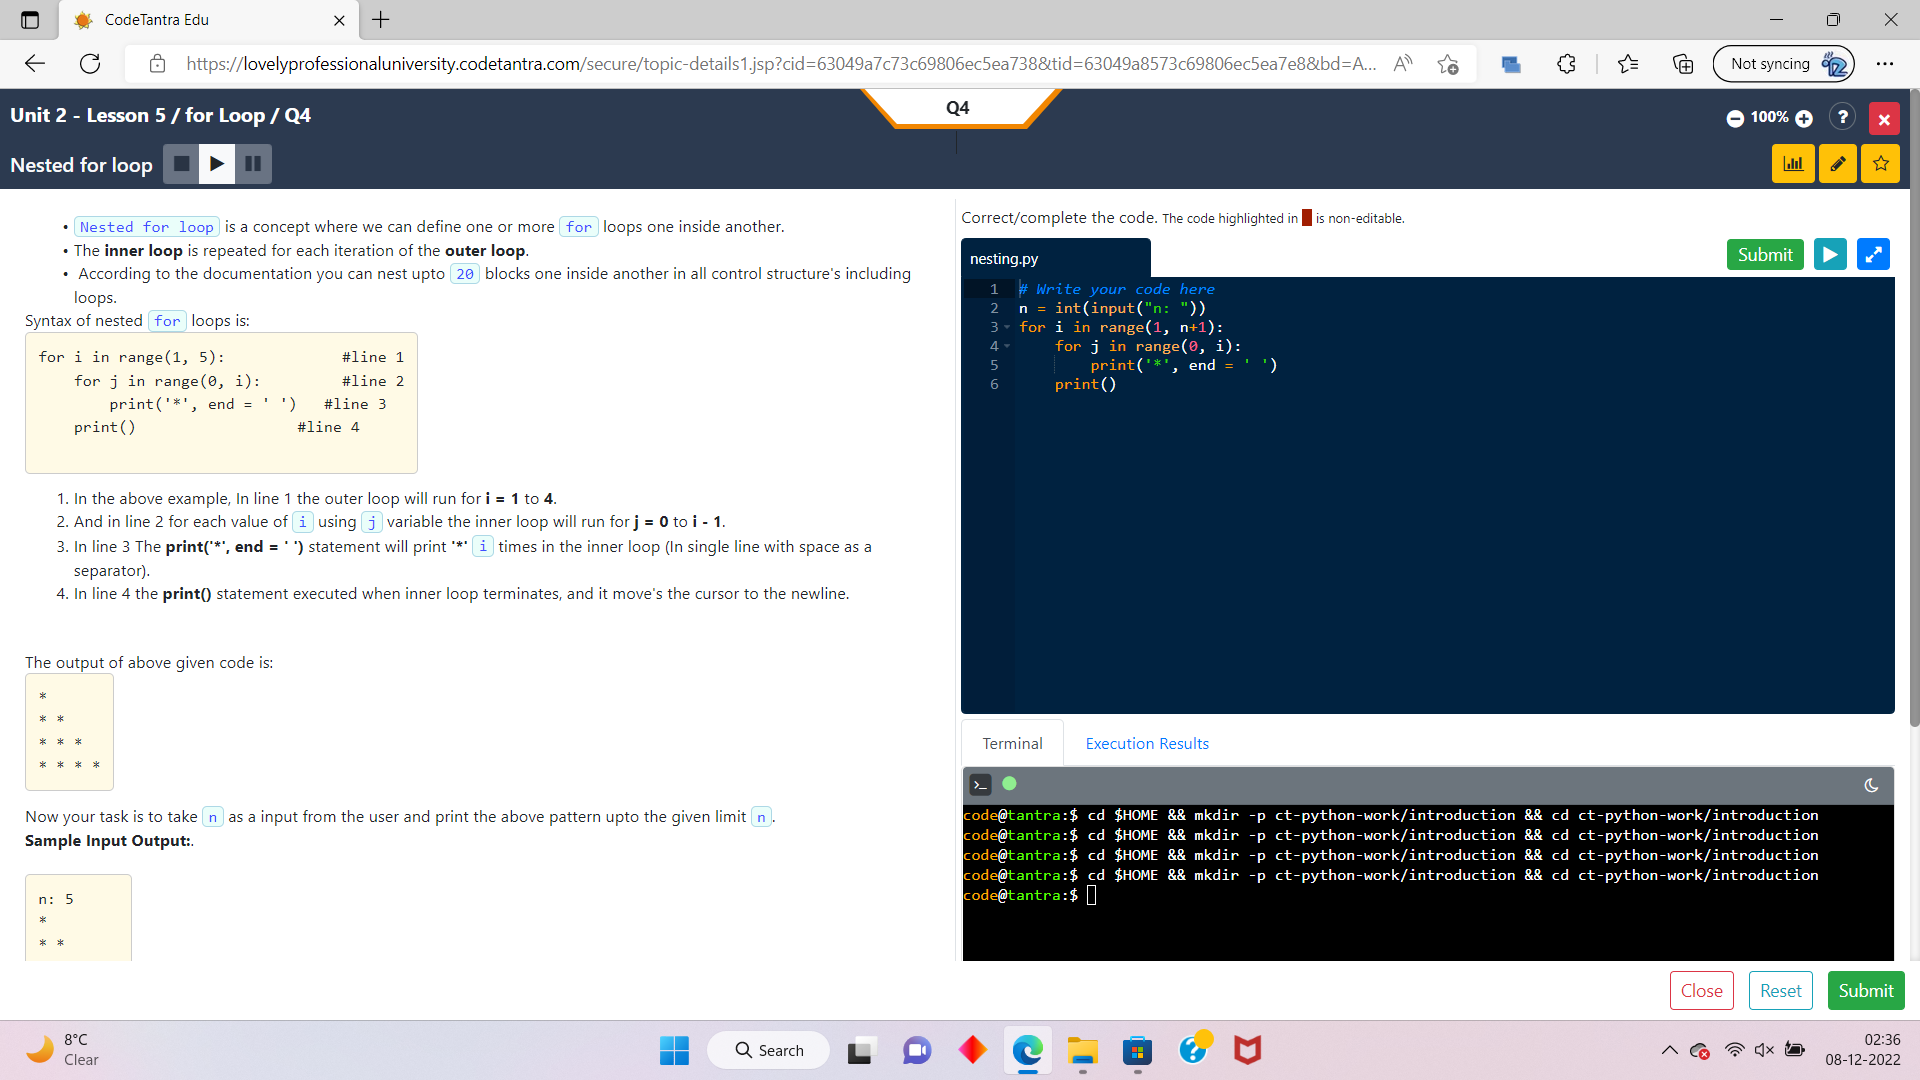 CodeTantra Edu
https://lovelyprofessionaluniversity.codetantra.com/secure/topic-details1.jsp?cid=63049a7c73c69806ec5ea738&tid=63049a8573c69806ec5ea7e8&bd=A...
Not syncing
Unit 2 - Lesson 5 / for Loop / Q4
Q4
100%
?
Nested for loop
• Nested for loop is a concept where we can define one or more for loops one inside another.
• The inner loop is repeated for each iteration of the outer loop.
• According to the documentation you can nest upto 20 blocks one inside another in all control structure's including
loops.
Syntax of nested for loops is:
for i in range(1, 5): #line 1
for j in range(0, i): #line 2
print('*', end = ' ') #line 3
print() #line 4
1. In the above example, In line 1 the outer loop will run for i = 1 to 4.
2. And in line 2 for each value of i using j variable the inner loop will run for j = 0 to i - 1.
3. In line 3 The print('*', end = ' ') statement will print '*' i times in the inner loop (In single line with space as a
separator).
4. In line 4 the print() statement executed when inner loop terminates, and it move's the cursor to the newline.
The output of above given code is:
*
* *
* * *
* * * *
Now your task is to take n as a input from the user and print the above pattern upto the given limit n.
Sample Input Output:.
n: 5
*
* *
Correct/complete the code. The code highlighted in is non-editable.
nesting.py
Submit
1 # Write your code here
2 n = int(input("n: "))
3 for i in range(1, n+1):
4 for j in range(0, i):
5 print('*', end = ' ')
6 print()
Terminal
Execution Results
code@tantra:$ cd $HOME && mkdir -p ct-python-work/introduction && cd ct-python-work/introduction
code@tantra:$ cd $HOME && mkdir -p ct-python-work/introduction && cd ct-python-work/introduction
code@tantra:$ cd $HOME && mkdir -p ct-python-work/introduction && cd ct-python-work/introduction
code@tantra:$ cd $HOME && mkdir -p ct-python-work/introduction && cd ct-python-work/introduction
code@tantra:$
Close
Reset
Submit
8°C
Clear
Search
02:36
08-12-2022